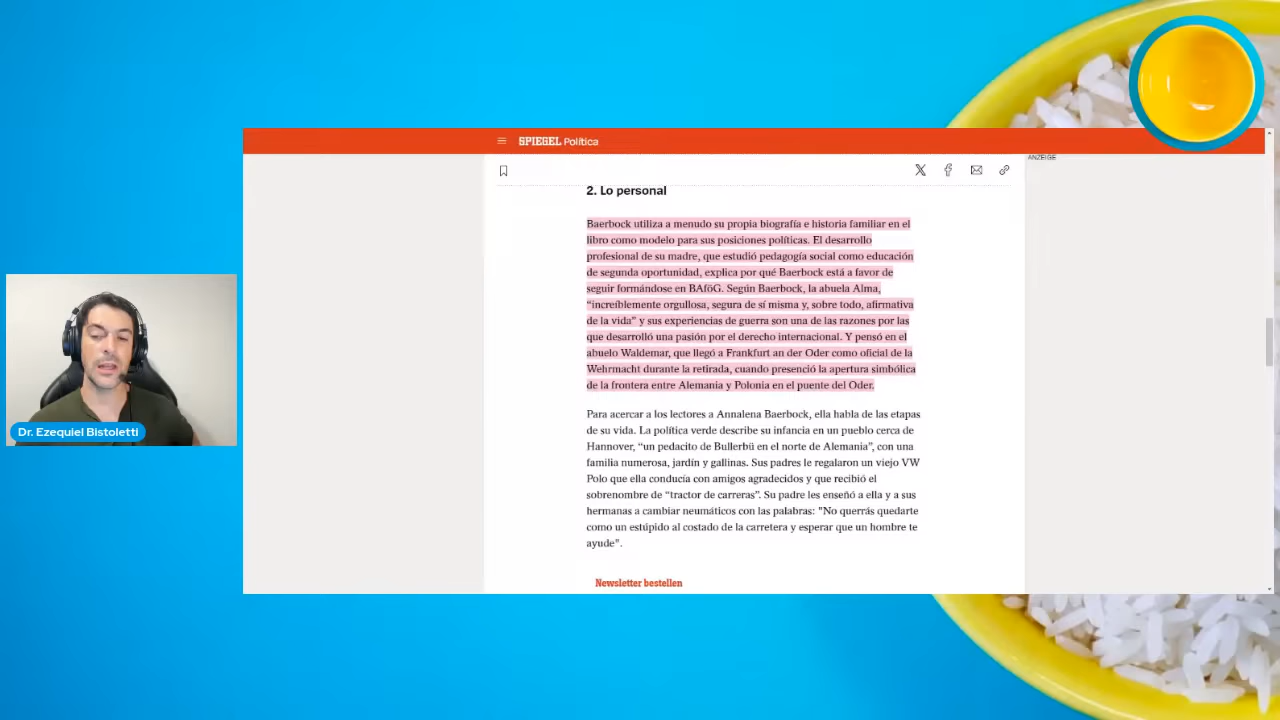 SPIEGEL Política
ANZEIGE
2. Lo personal
Baerbock utiliza a menudo su propia biografía e historia familiar en el
libro como modelo para sus posiciones políticas. El desarrollo
profesional de su madre, que estudió pedagogía social como educación
de segunda oportunidad, explica por qué Baerbock está a favor de
seguir formándose en BAföG. Según Baerbock, la abuela Alma,
“increíblemente orgullosa, segura de sí misma y, sobre todo, afirmativa
de la vida” y sus experiencias de guerra son una de las razones por las
que desarrolló una pasión por el derecho internacional. Y pensó en el
abuelo Waldemar, que llegó a Frankfurt an der Oder como oficial de la
Wehrmacht durante la retirada, cuando presenció la apertura simbólica
de la frontera entre Alemania y Polonia en el puente del Oder.
Para acercar a los lectores a Annalena Baerbock, ella habla de las etapas
de su vida. La política verde describe su infancia en un pueblo cerca de
Hannover, “un pedacito de Bullerbü en el norte de Alemania”, con una
familia numerosa, jardín y gallinas. Sus padres le regalaron un viejo VW
Polo que ella conducía con amigos agradecidos y que recibió el
sobrenombre de “tractor de carreras”. Su padre les enseñó a ella y a sus
hermanas a cambiar neumáticos con las palabras: "No querrás quedarte
como un estúpido al costado de la carretera y esperar que un hombre te
ayude".
Newsletter bestellen
Dr. Ezequiel Bistoletti